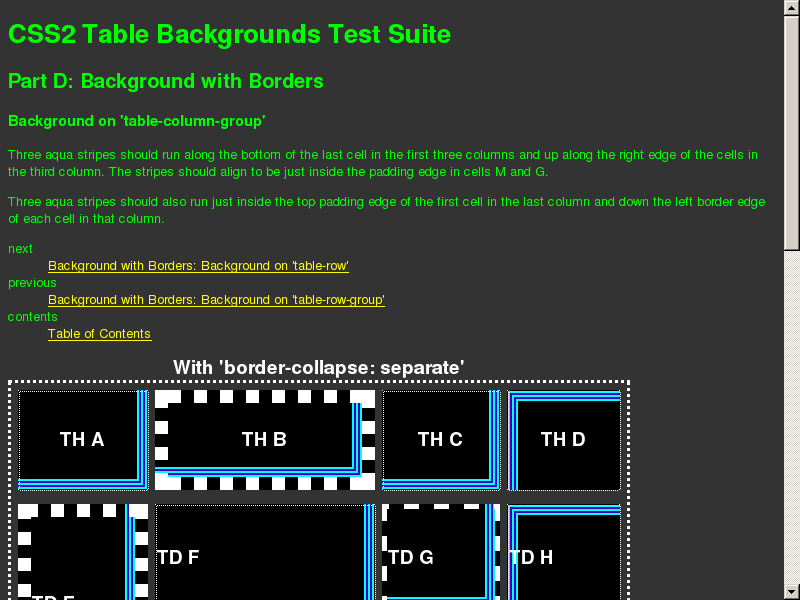 CSS2 Table Backgrounds Test Suite
Part D: Background with Borders
Background on 'table-column-group'
Three aqua stripes should run along the bottom of the last cell in the first three columns and up along the right edge of the cells in
the third column. The stripes should align to be just inside the padding edge in cells M and G.
Three aqua stripes should also run just inside the top padding edge of the first cell in the last column and down the left border edge
of each cell in that column.
next
Background with Borders: Background on 'table-row'
previous
Background with Borders: Background on 'table-row-group'
contents
Table of Contents
With 'border-collapse: separate'
TH A TH B TH C TH D
TD F TD G TD H
TD E